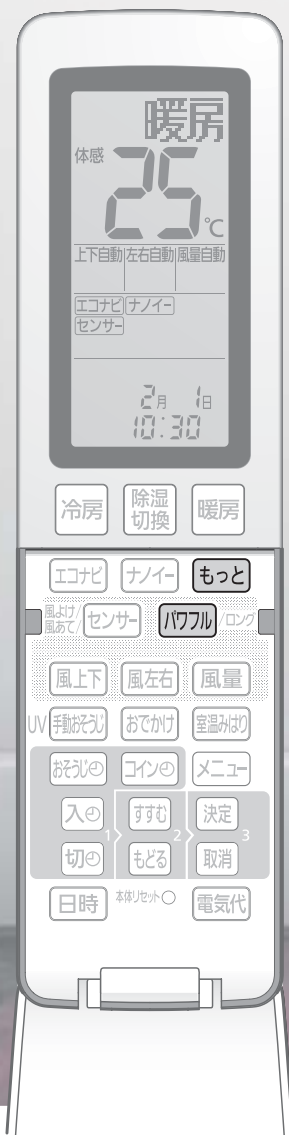 暖房
体感 25℃
上下自動 左右自動 風量自動
エコナビ ナノイー
センサー
2月 1日
10:30
冷房 除湿切換 暖房
エコナビ ナノイー もっと
風よけ/風あて/ センサー パワフル /ロング
風上下 風左右 風量
UV 手動おそうじ おでかけ 室温みはり
おそうじ コイン メニュー
入 1 すすむ 2 決定 3
切 もどる 取消
日時 本体リセット 電気代